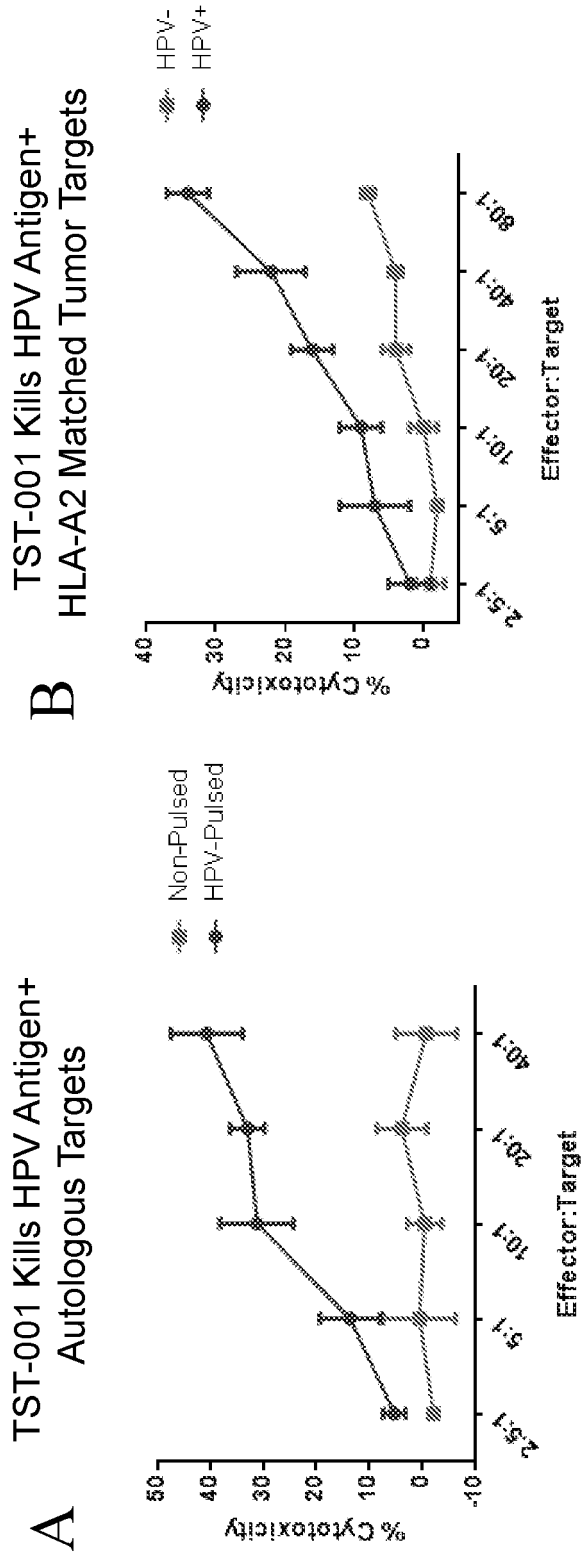 A
TST-001 Kills HPV Antigen+
Autologous Targets
Non-Pulsed
HPV-Pulsed
% Cytotoxicity
50
40
30
20
10
0
-10
2.5:1
5:1
10:1
20:1
40:1
Effector:Target
B
TST-001 Kills HPV Antigen+
HLA-A2 Matched Tumor Targets
HPV-
HPV+
% Cytotoxicity
40
30
20
10
0
2.5:1
5:1
10:1
20:1
40:1
80:1
Effector:Target